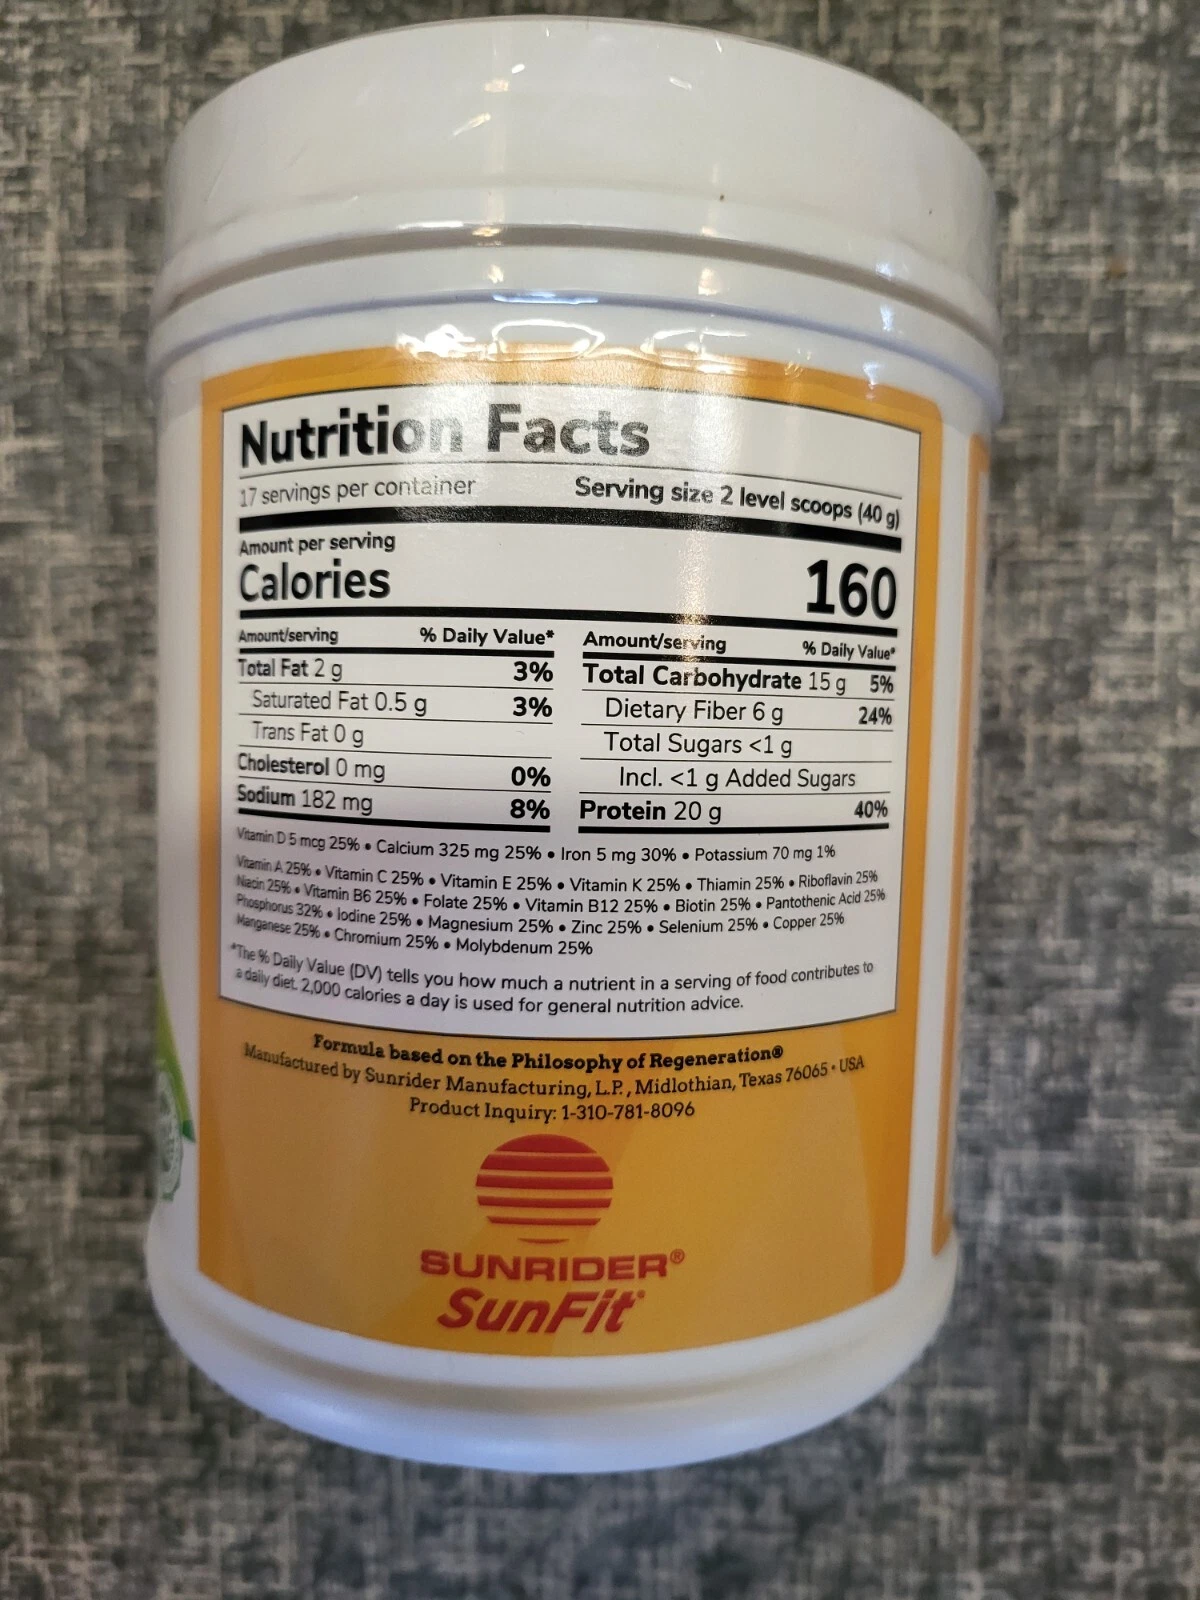 Nutrition Facts
17 servings per container Serving size 2 level scoops (40 g)
Amount per serving
Calories 160
Amount/serving % Daily Value* Amount/serving % Daily Value*
Total Fat 2 g 3% Total Carbohydrate 15 g 5%
Saturated Fat 0.5 g 3% Dietary Fiber 6 g 24%
Trans Fat 0 g Total Sugars <1 g
Cholesterol 0 mg 0% Incl. <1 g Added Sugars
Sodium 182 mg 8% Protein 20 g 40%
Vitamin D 5 mcg 25% • Calcium 325 mg 25% • Iron 5 mg 30% • Potassium 70 mg 1%
Vitamin A 25% • Vitamin C 25% • Vitamin E 25% • Vitamin K 25% • Thiamin 25% • Riboflavin 25%
Niacin 25% • Vitamin B6 25% • Folate 25% • Vitamin B12 25% • Biotin 25% • Pantothenic Acid 25%
Phosphorus 32% • Iodine 25% • Magnesium 25% • Zinc 25% • Selenium 25% • Copper 25%
Manganese 25% • Chromium 25% • Molybdenum 25%
*The % Daily Value (DV) tells you how much a nutrient in a serving of food contributes to
a daily diet. 2,000 calories a day is used for general nutrition advice.
Formula based on the Philosophy of Regeneration®
Manufactured by Sunrider Manufacturing, L.P., Midlothian, Texas 76065 • USA
Product Inquiry: 1-310-781-8096
SUNRIDER®
SunFit®